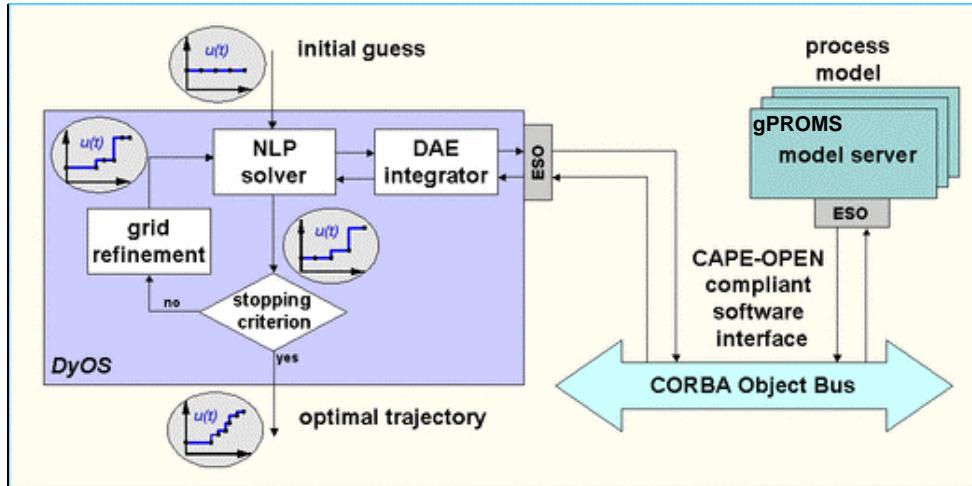 u(t)
initial guess
process
model
gPROMS
model server
ESO
u(t)
NLP
solver
DAE
integrator
ESO
grid
refinement
u(t)
CAPE-OPEN
compliant
software
interface
no
stopping
criterion
yes
DyOS
CORBA Object Bus
u(t)
optimal trajectory